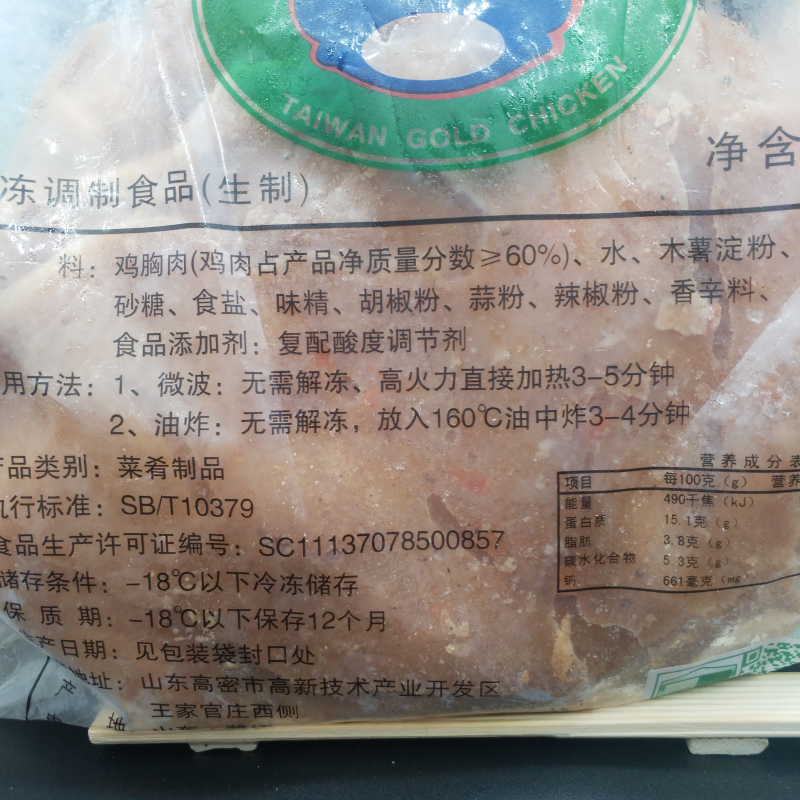 TAIWAN GOLD CHICKEN
净含
冻调制食品(生制)
料：鸡胸肉(鸡肉占产品净质量分数≥60%)、水、木薯淀粉、
砂糖、食盐、味精、胡椒粉、蒜粉、辣椒粉、香辛料、
食品添加剂：复配酸度调节剂
用方法：1、微波：无需解冻、高火力直接加热3-5分钟
2、油炸：无需解冻，放入160℃油中炸3-4分钟
产品类别：菜肴制品
执行标准：SB/T10379
食品生产许可证编号：SC11137078500857
储存条件：-18℃以下冷冻储存
保质期：-18℃以下保存12个月
产日期：见包装袋封口处
地址：山东高密市高新技术产业开发区
王家官庄西侧
营养成分表
项目 每100克（g） 营养
能量 490千焦（kJ）
蛋白质 15.1克（g）
脂肪 3.8克（g）
碳水化合物 5.3克（g）
钠 661毫克（mg